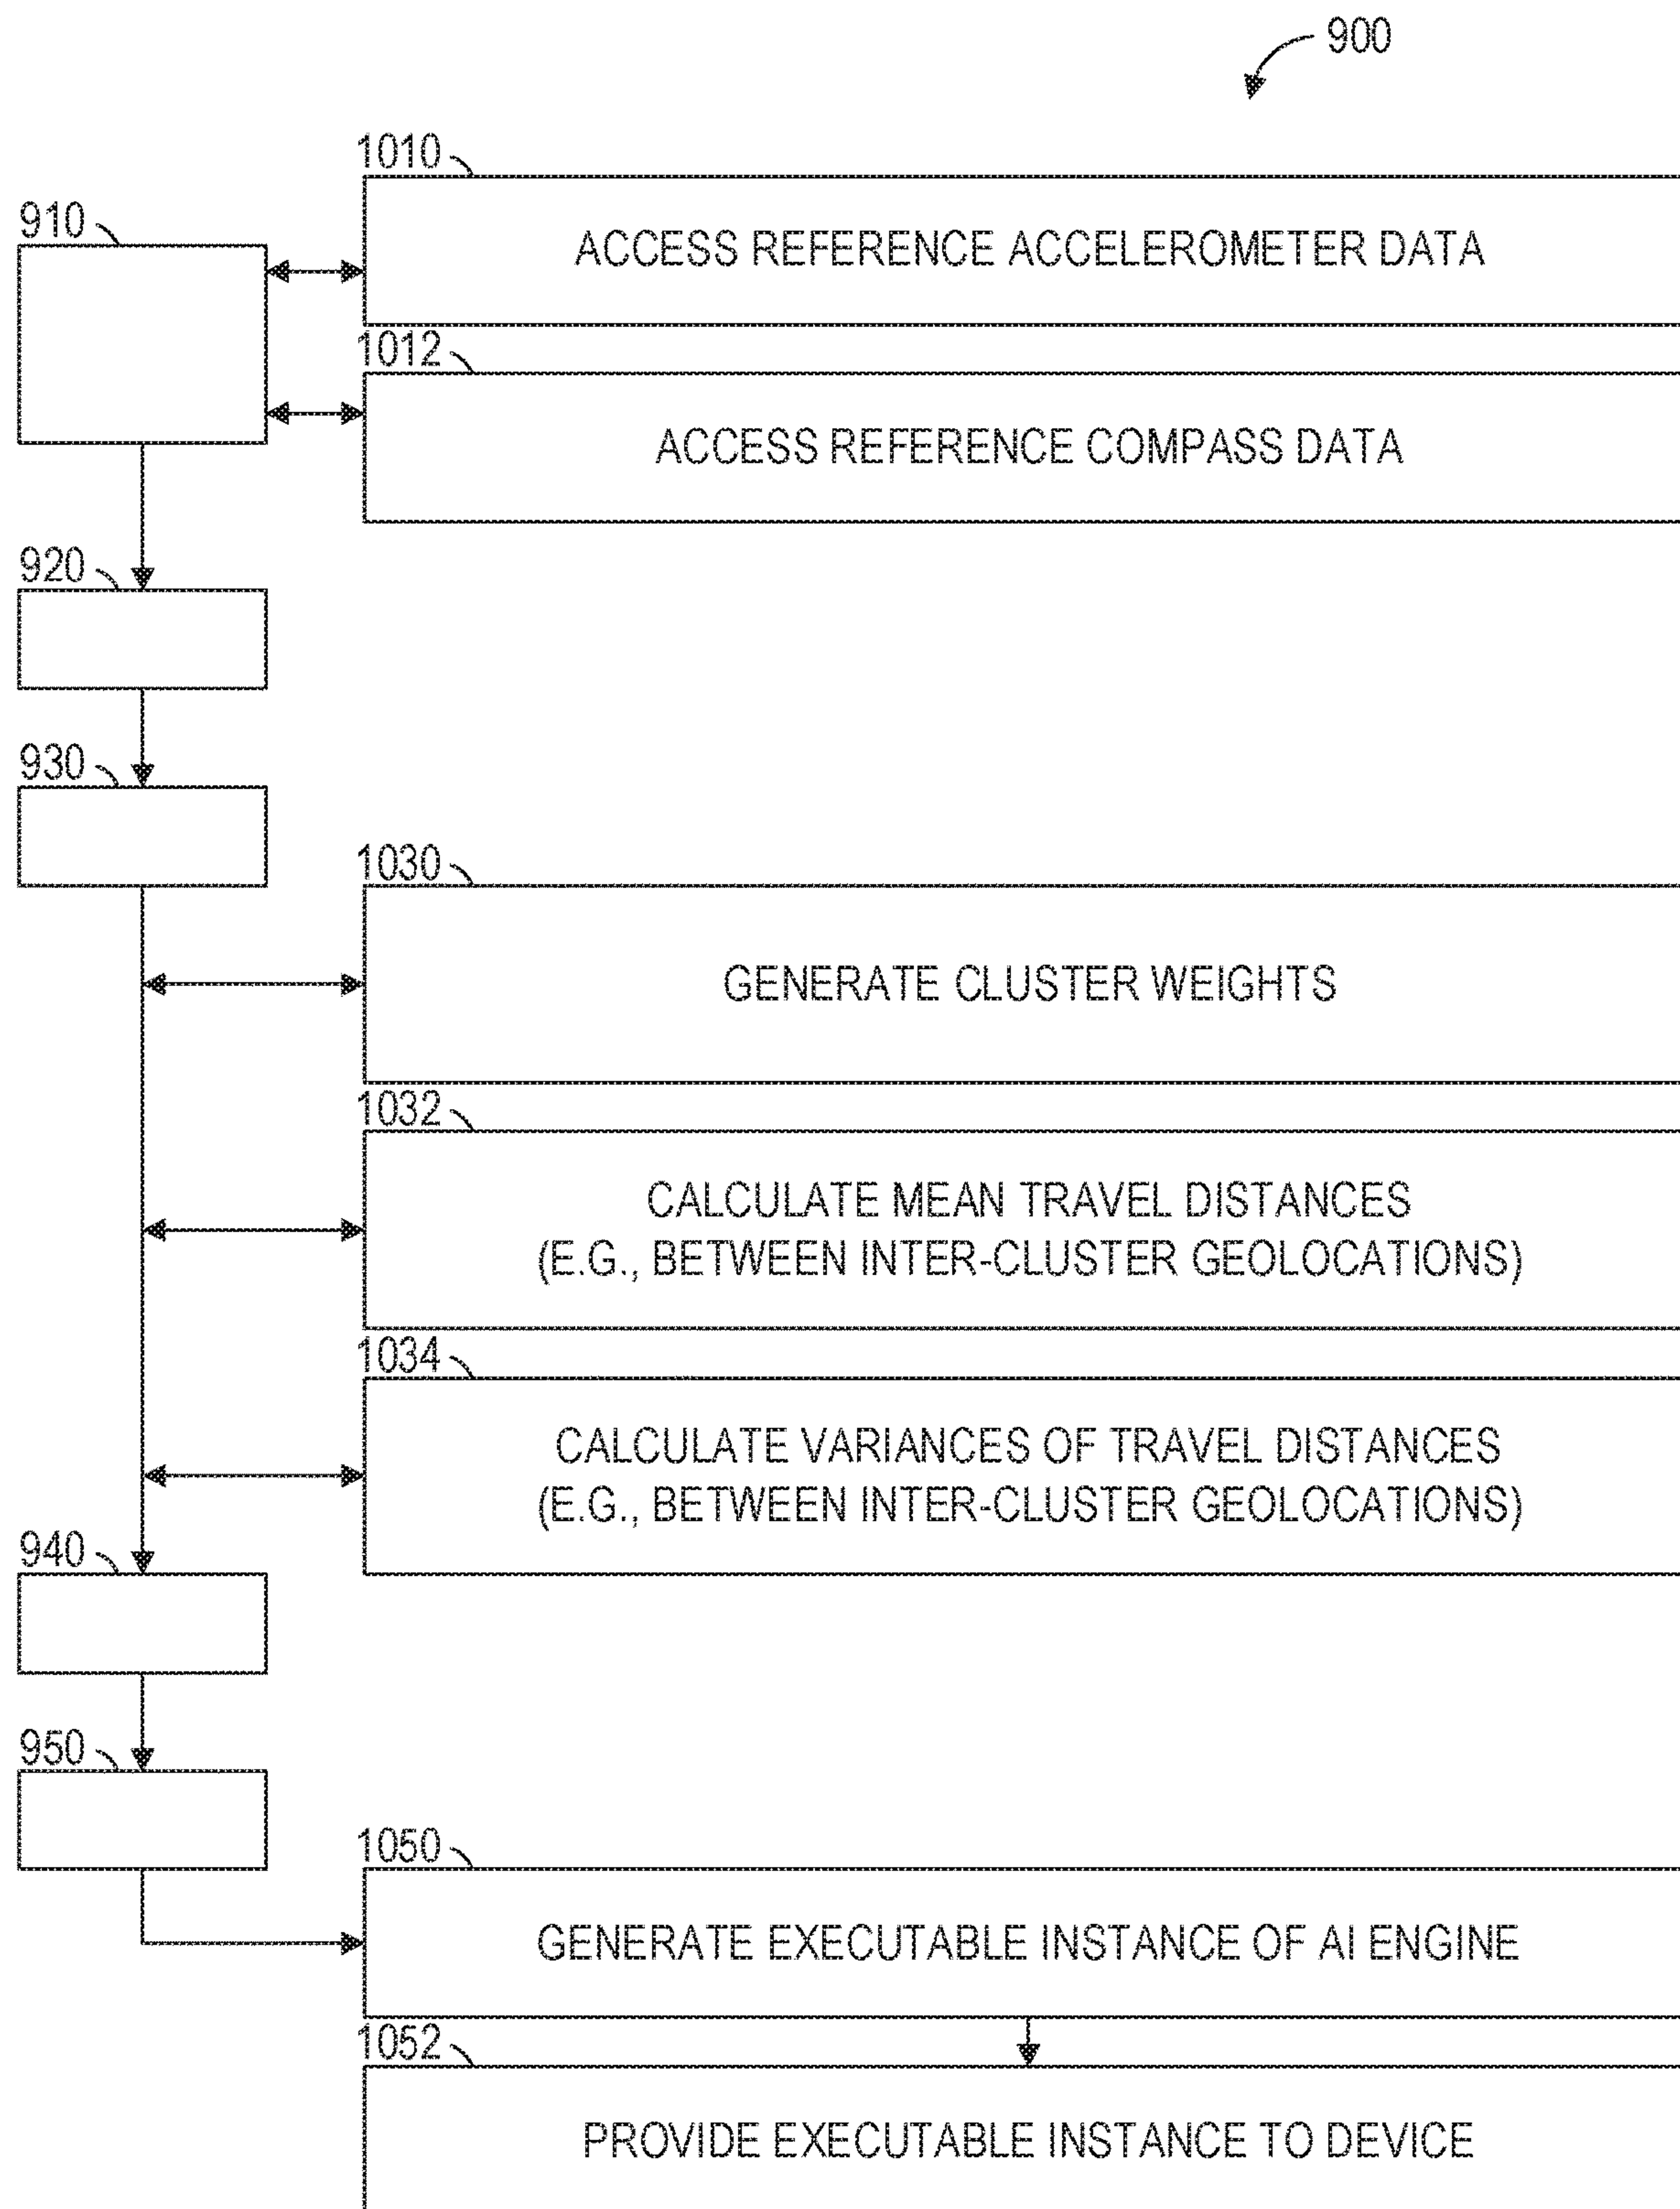 900
1010
ACCESS REFERENCE ACCELEROMETER DATA
910
1012
ACCESS REFERENCE COMPASS DATA
920
930
1030
GENERATE CLUSTER WEIGHTS
1032
CALCULATE MEAN TRAVEL DISTANCES
(E.G., BETWEEN INTER-CLUSTER GEOLOCATIONS)
1034
CALCULATE VARIANCES OF TRAVEL DISTANCES
(E.G., BETWEEN INTER-CLUSTER GEOLOCATIONS)
940
950
1050
GENERATE EXECUTABLE INSTANCE OF AI ENGINE
1052
PROVIDE EXECUTABLE INSTANCE TO DEVICE